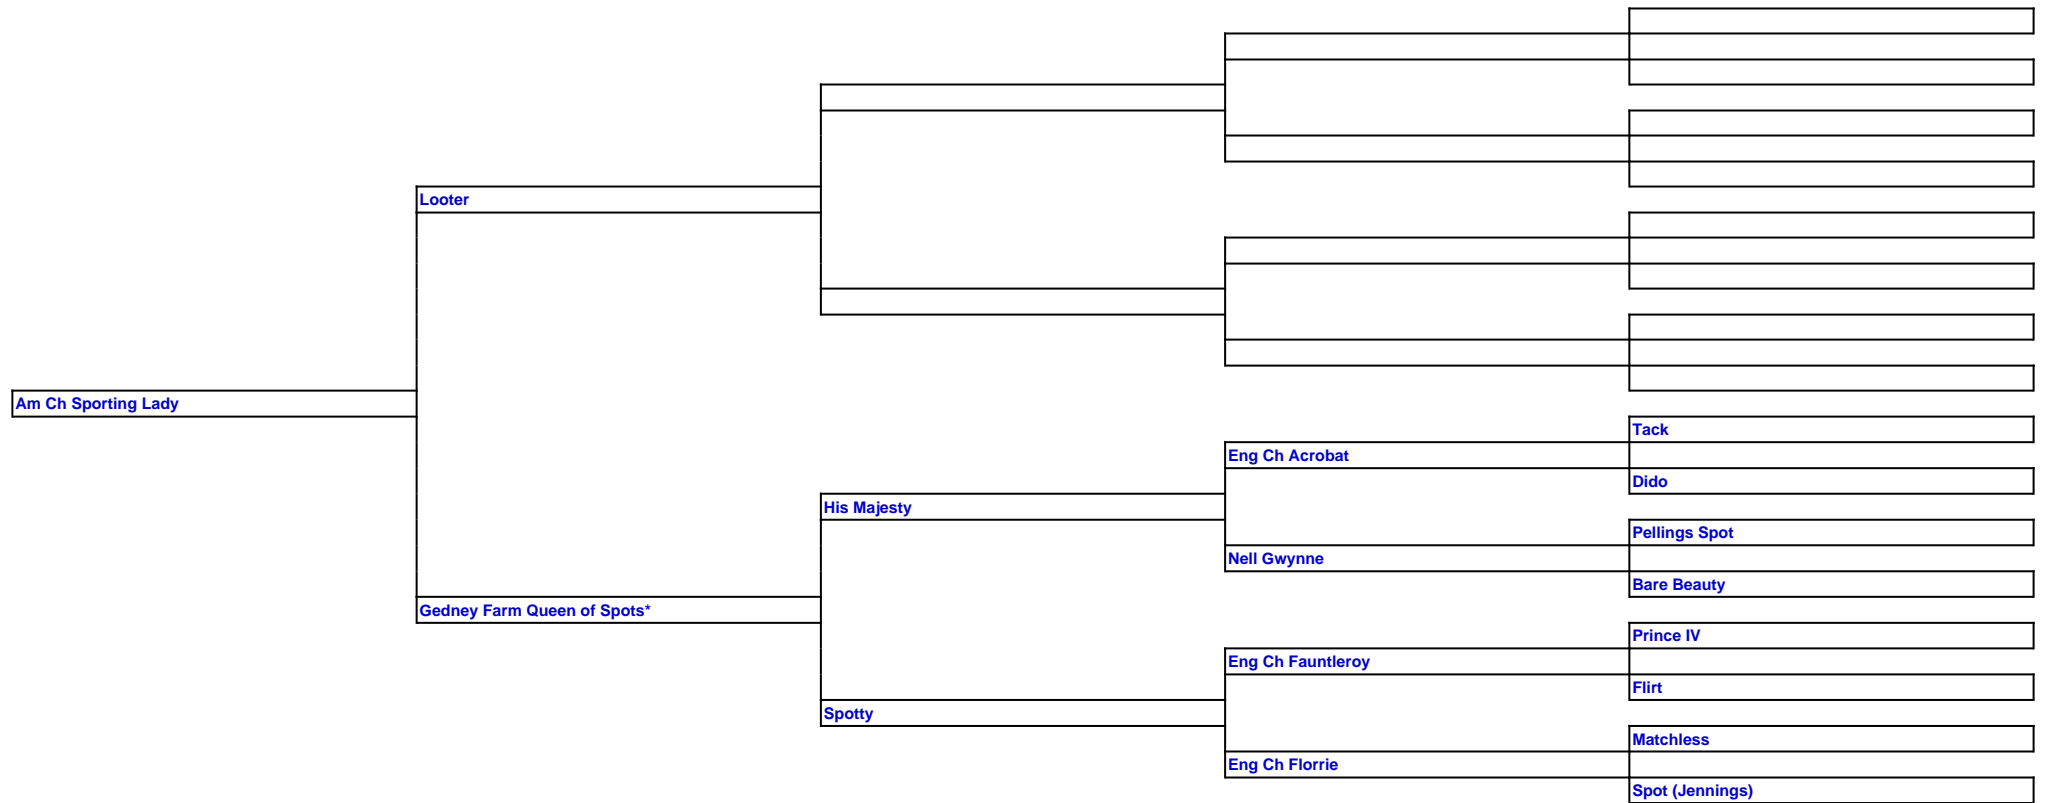 Looter
Am Ch Sporting Lady
Tack
Eng Ch Acrobat
Dido
His Majesty
Pellings Spot
Nell Gwynne
Bare Beauty
Gedney Farm Queen of Spots*
Prince IV
Eng Ch Fauntleroy
Flirt
Spotty
Matchless
Eng Ch Florrie
Spot (Jennings)